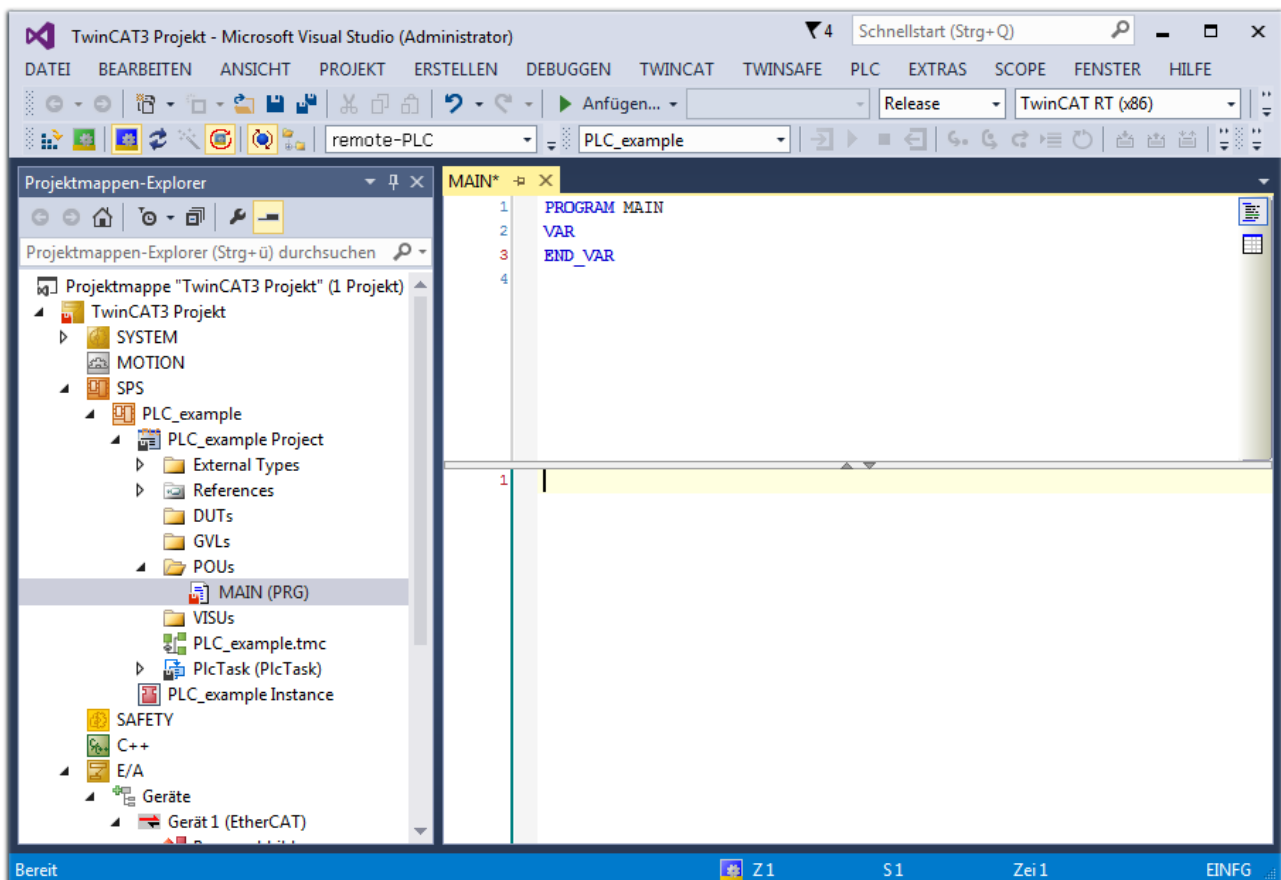 TwinCAT3 Projekt - Microsoft Visual Studio (Administrator) 4 Schnellstart (Strg+Q)
DATEI BEARBEITEN ANSICHT PROJEKT ERSTELLEN DEBUGGEN TWINCAT TWINSAFE PLC EXTRAS SCOPE FENSTER HILFE
Anfügen... Release TwinCAT RT (x86)
remote-PLC PLC_example
Projektmappen-Explorer
Projektmappen-Explorer (Strg+ü) durchsuchen
Projektmappe "TwinCAT3 Projekt" (1 Projekt)
TwinCAT3 Projekt
SYSTEM
MOTION
SPS
PLC_example
PLC_example Project
External Types
References
DUTs
GVLs
POUs
MAIN (PRG)
VISUs
PLC_example.tmc
PlcTask (PlcTask)
PLC_example Instance
SAFETY
C++
E/A
Geräte
Gerät 1 (EtherCAT)
MAIN*
1 PROGRAM MAIN
2 VAR
3 END_VAR
4
1
Bereit Z 1 S 1 Zei 1 EINFG